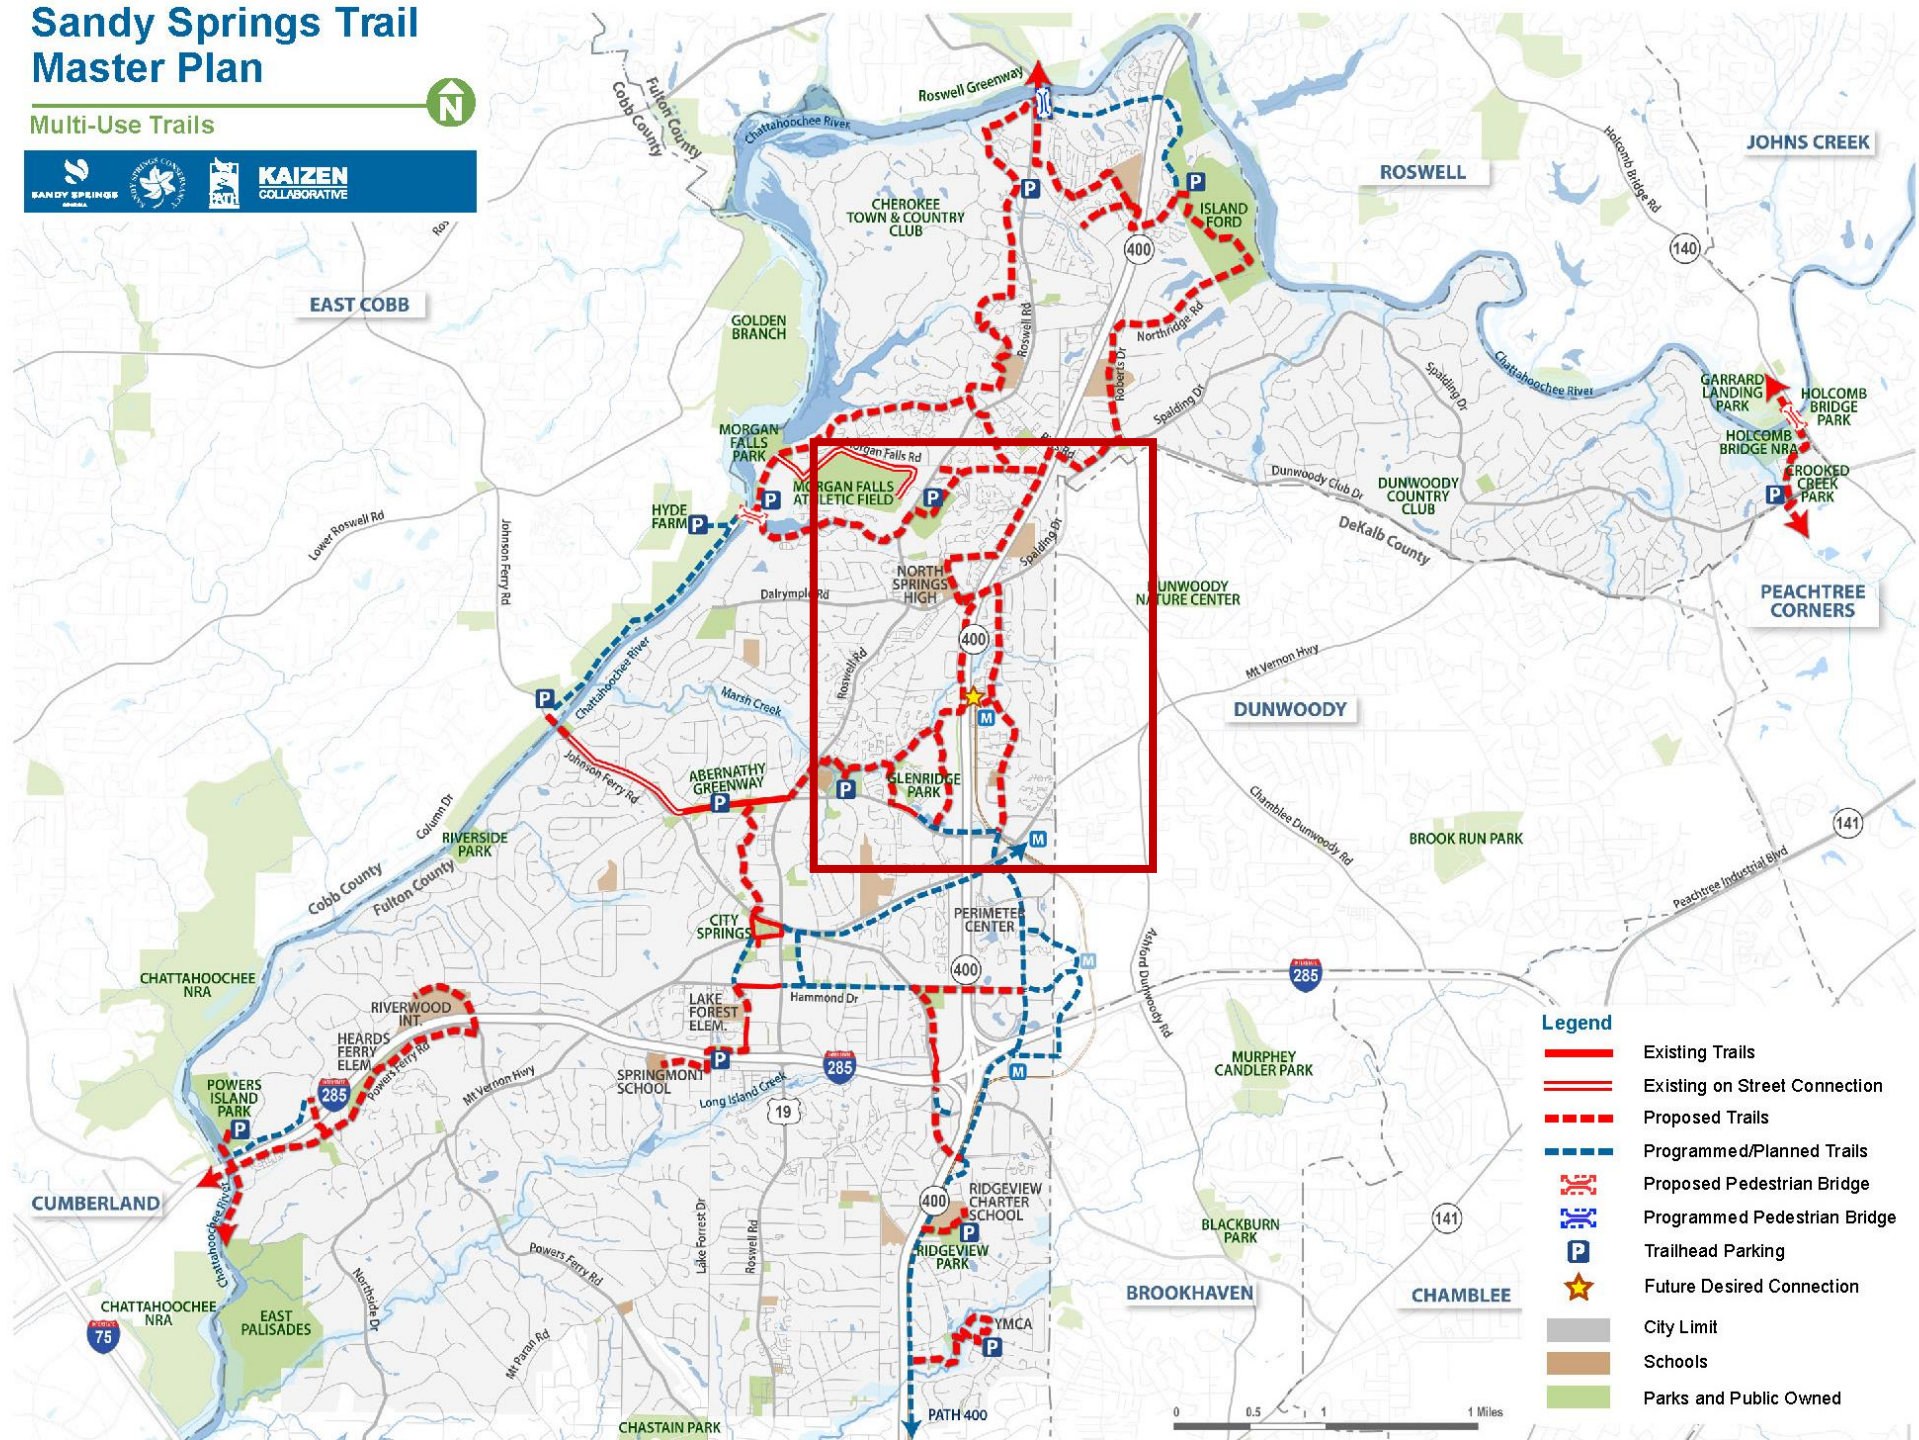 Sandy Springs Trail
Master Plan
N
Multi-Use Trails
SANDY SPRINGS
GEORGIA
SANDY SPRINGS CONSERVANCY
PATH
KAIZEN
COLLABORATIVE
Fulton County
Cobb County
Roswell Greenway
Chattahoochee River
JOHNS CREEK
ROSWELL
Holcomb Bridge Rd
140
P
P
CHEROKEE
TOWN & COUNTRY
CLUB
ISLAND
FORD
400
EAST COBB
GOLDEN
BRANCH
Roswell Rd
Northridge Rd
Roberts Dr
Spalding Dr
Spalding Dr
Chattahoochee River
GARRARD
LANDING
PARK
HOLCOMB
BRIDGE
PARK
HOLCOMB
BRIDGE NRA
CROOKED
CREEK
PARK
P
MORGAN
FALLS
PARK
Morgan Falls Rd
MORGAN FALLS
ATHLETIC FIELD
P
P
HYDE
FARM
P
Lower Roswell Rd
Johnson Ferry Rd
Dunwoody Club Dr
DUNWOODY
COUNTRY
CLUB
DeKalb County
Spalding Dr
NORTH
SPRINGS
HIGH
Dalrymple Rd
DUNWOODY
NATURE CENTER
PEACHTREE
CORNERS
400
Roswell Rd
Mt Vernon Hwy
Marsh Creek
Chattahoochee River
P
M
DUNWOODY
Johnson Ferry Rd
ABERNATHY
GREENWAY
P
P
GLENRIDGE
PARK
M
Column Dr
RIVERSIDE
PARK
Chamblee Dunwoody Rd
BROOK RUN PARK
141
Cobb County
Fulton County
Peachtree Industrial Blvd
CITY
SPRINGS
PERIMETER
CENTER
Ashford Dunwoody Rd
M
400
285
CHATTAHOOCHEE
NRA
Hammond Dr
LAKE
FOREST
ELEM.
RIVERWOOD
INT.
HEARDS
FERRY
ELEM
Powers Ferry Rd
285
Mt Vernon Hwy
SPRINGMONT
SCHOOL
P
285
Long Island Creek
19
M
MURPHEY
CANDLER PARK
POWERS
ISLAND
PARK
P
CUMBERLAND
Chattahoochee River
400
RIDGEVIEW
CHARTER
SCHOOL
P
RIDGEVIEW
PARK
BLACKBURN
PARK
141
Lake Forrest Dr
Roswell Rd
Powers Ferry Rd
Northside Dr
Mt Paran Rd
CHATTAHOOCHEE
NRA
75
EAST
PALISADES
BROOKHAVEN
CHAMBLEE
YMCA
P
PATH 400
CHASTAIN PARK
0 0.5 1 1 Miles
Legend
Existing Trails
Existing on Street Connection
Proposed Trails
Programmed/Planned Trails
Proposed Pedestrian Bridge
Programmed Pedestrian Bridge
P Trailhead Parking
Future Desired Connection
City Limit
Schools
Parks and Public Owned